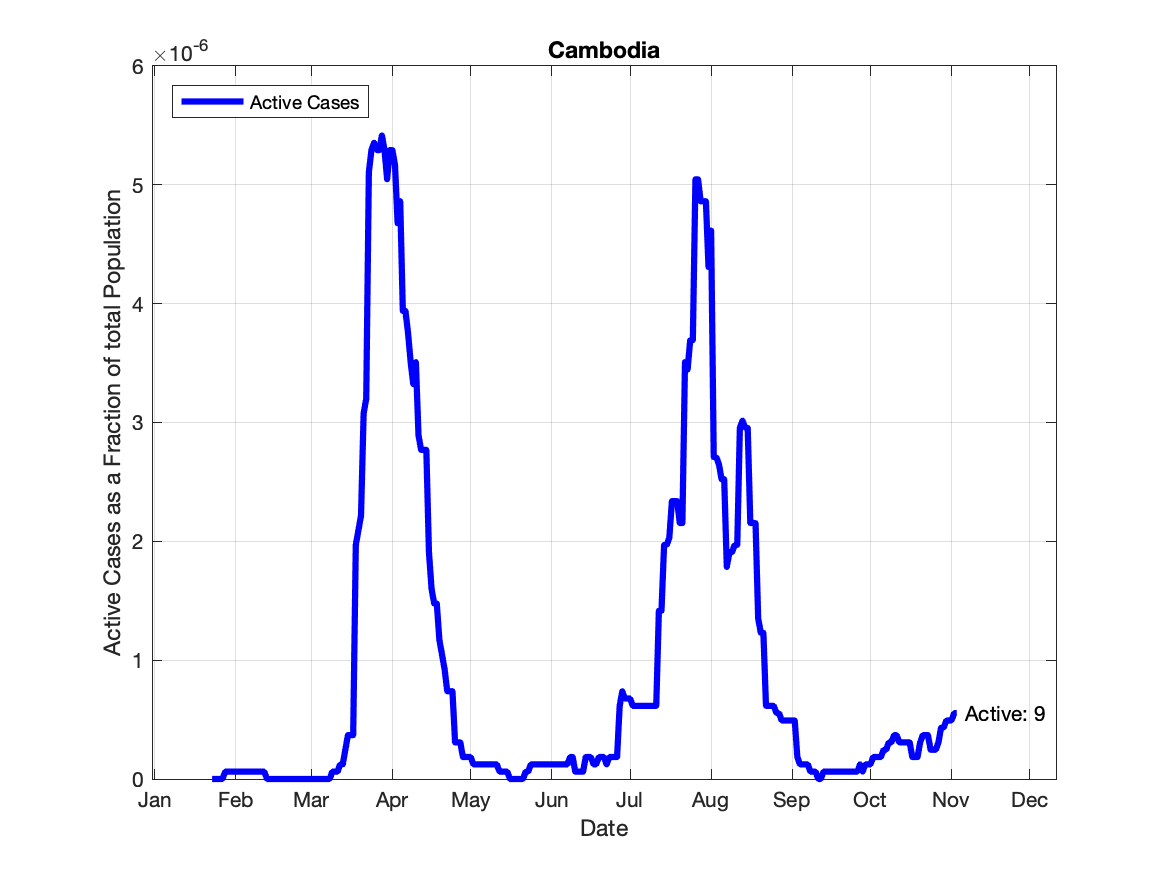 Cambodia
×10^-6
Active Cases
6
5
4
3
2
1
0
Active Cases as a Fraction of total Population
Active: 9
Jan Feb Mar Apr May Jun Jul Aug Sep Oct Nov Dec
Date